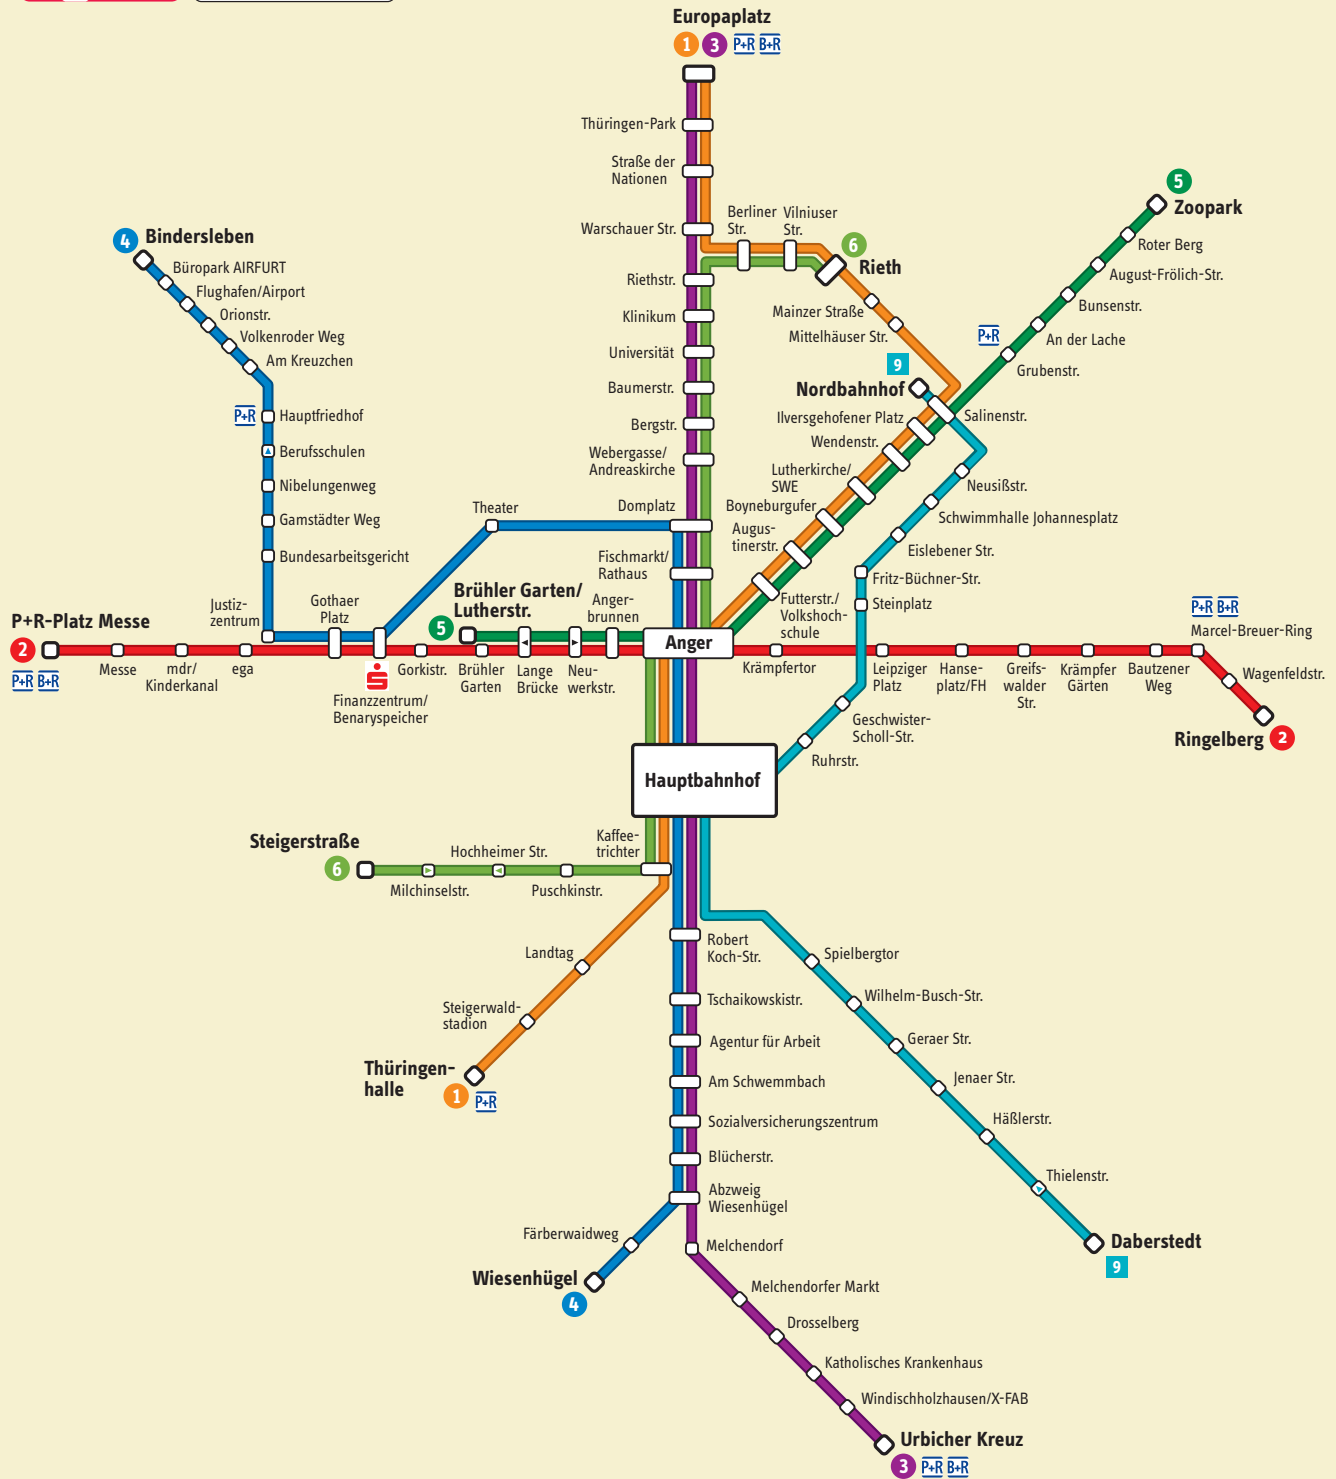 Europaplatz
1 3 P+R B+R
Thüringen-Park
Straße der
Nationen
Warschauer Str.
Berliner
Str.
Vilniuser
Str.
6
Rieth
Riethstr.
Klinikum
Universität
Baumerstr.
Bergstr.
Webergasse/
Andreaskirche
Domplatz
Fischmarkt/
Rathaus
Mainzer Straße
Mittelhäuser Str.
5
Zoopark
Roter Berg
August-Frölich-Str.
Bunsenstr.
An der Lache
P+R
Grubenstr.
9
Nordbahnhof
Salinenstr.
Ilversgehofener Platz
Wendenstr.
Lutherkirche/
SWE
Boyneburgufer
Augus-
tinerstr.
Futterstr./
Volkshoch-
schule
Neusißstr.
Schwimmhalle Johannesplatz
Eislebener Str.
Fritz-Büchner-Str.
Steinplatz
4
Bindersleben
Büropark AIRFURT
Flughafen/Airport
Orionstr.
Volkenroder Weg
Am Kreuzchen
P+R
Hauptfriedhof
Berufsschulen
Nibelungenweg
Gamstädter Weg
Bundesarbeitsgericht
Justiz-
zentrum
Gothaer
Platz
Theater
Brühler Garten/
Lutherstr.
5
Anger-
brunnen
P+R-Platz Messe
2
P+R B+R
Messe
mdr/
Kinderkanal
ega
Finanzzentrum/
Benaryspeicher
Gorkistr.
Brühler
Garten
Lange
Brücke
Neu-
werkstr.
Anger
Krämpfertor
Leipziger
Platz
Hanse-
platz/FH
Greifs-
walder
Str.
Krämpfer
Gärten
Bautzener
Weg
P+R B+R
Marcel-Breuer-Ring
Wagenfeldstr.
Ringelberg 2
Geschwister-
Scholl-Str.
Ruhrstr.
Hauptbahnhof
Kaffee-
trichter
Steigerstraße
6
Hochheimer Str.
Milchinselstr.
Puschkinstr.
Landtag
Steigerwald-
stadion
Thüringen-
halle
1 P+R
Robert
Koch-Str.
Tschaikowskistr.
Agentur für Arbeit
Am Schwemmbach
Sozialversicherungszentrum
Blücherstr.
Abzweig
Wiesenhügel
Färberwaidweg
Wiesenhügel
4
Melchendorf
Melchendorfer Markt
Drosselberg
Katholisches Krankenhaus
Windischholzhausen/X-FAB
Urbicher Kreuz
3 P+R B+R
Spielbergtor
Wilhelm-Busch-Str.
Geraer Str.
Jenaer Str.
Häßlerstr.
Thielenstr.
Daberstedt
9